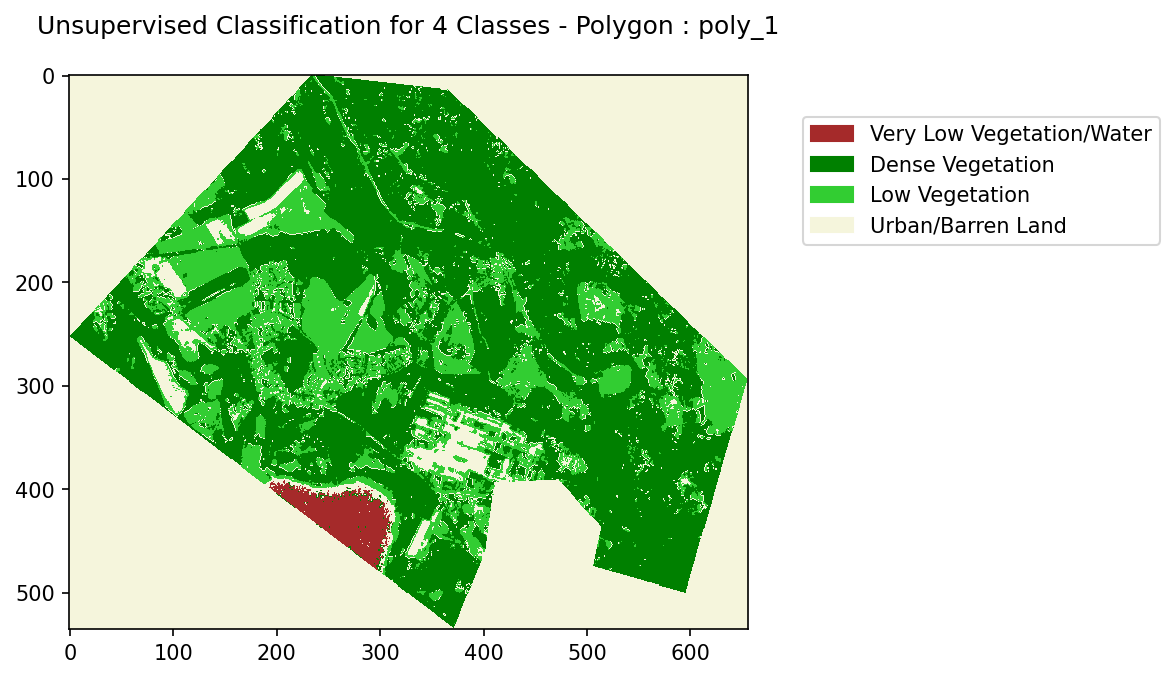 Unsupervised Classification for 4 Classes - Polygon : poly_1
Very Low Vegetation/Water
Dense Vegetation
Low Vegetation
Urban/Barren Land
0
100
200
300
400
500
0 100 200 300 400 500 600